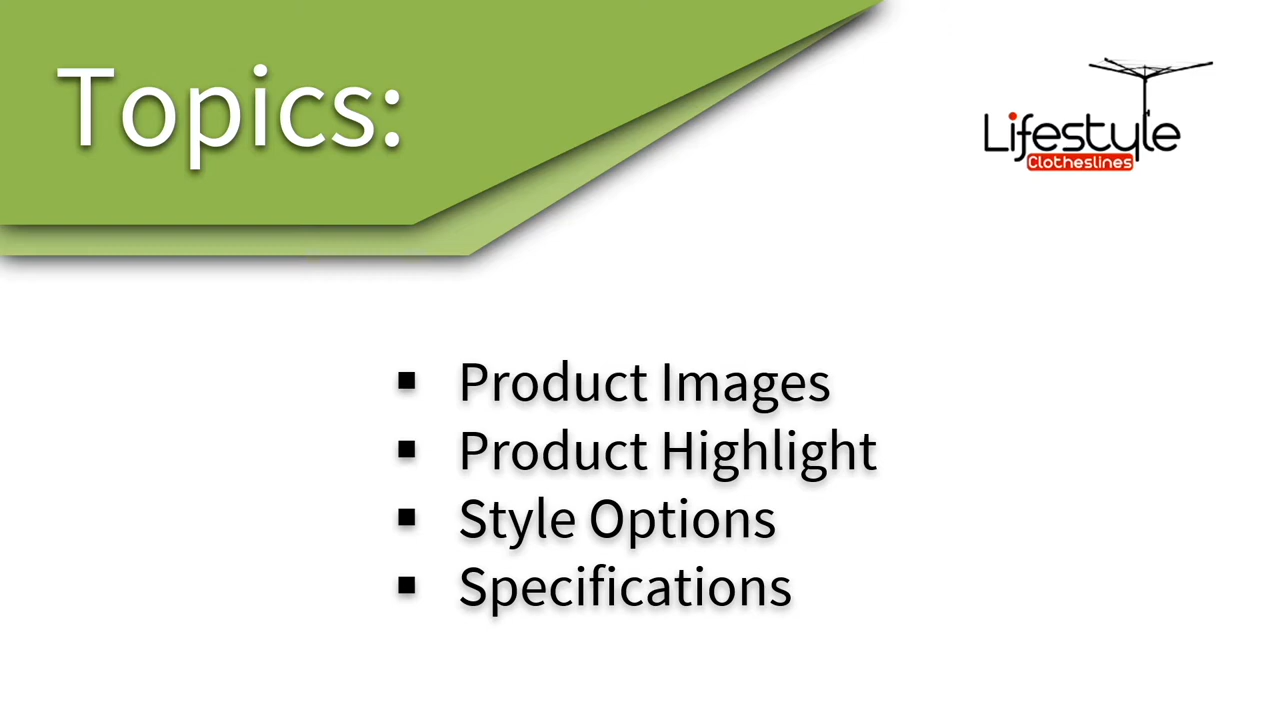 Topics:
Lifestyle
Clotheslines
▪ Product Images
▪ Product Highlight
▪ Style Options
▪ Specifications